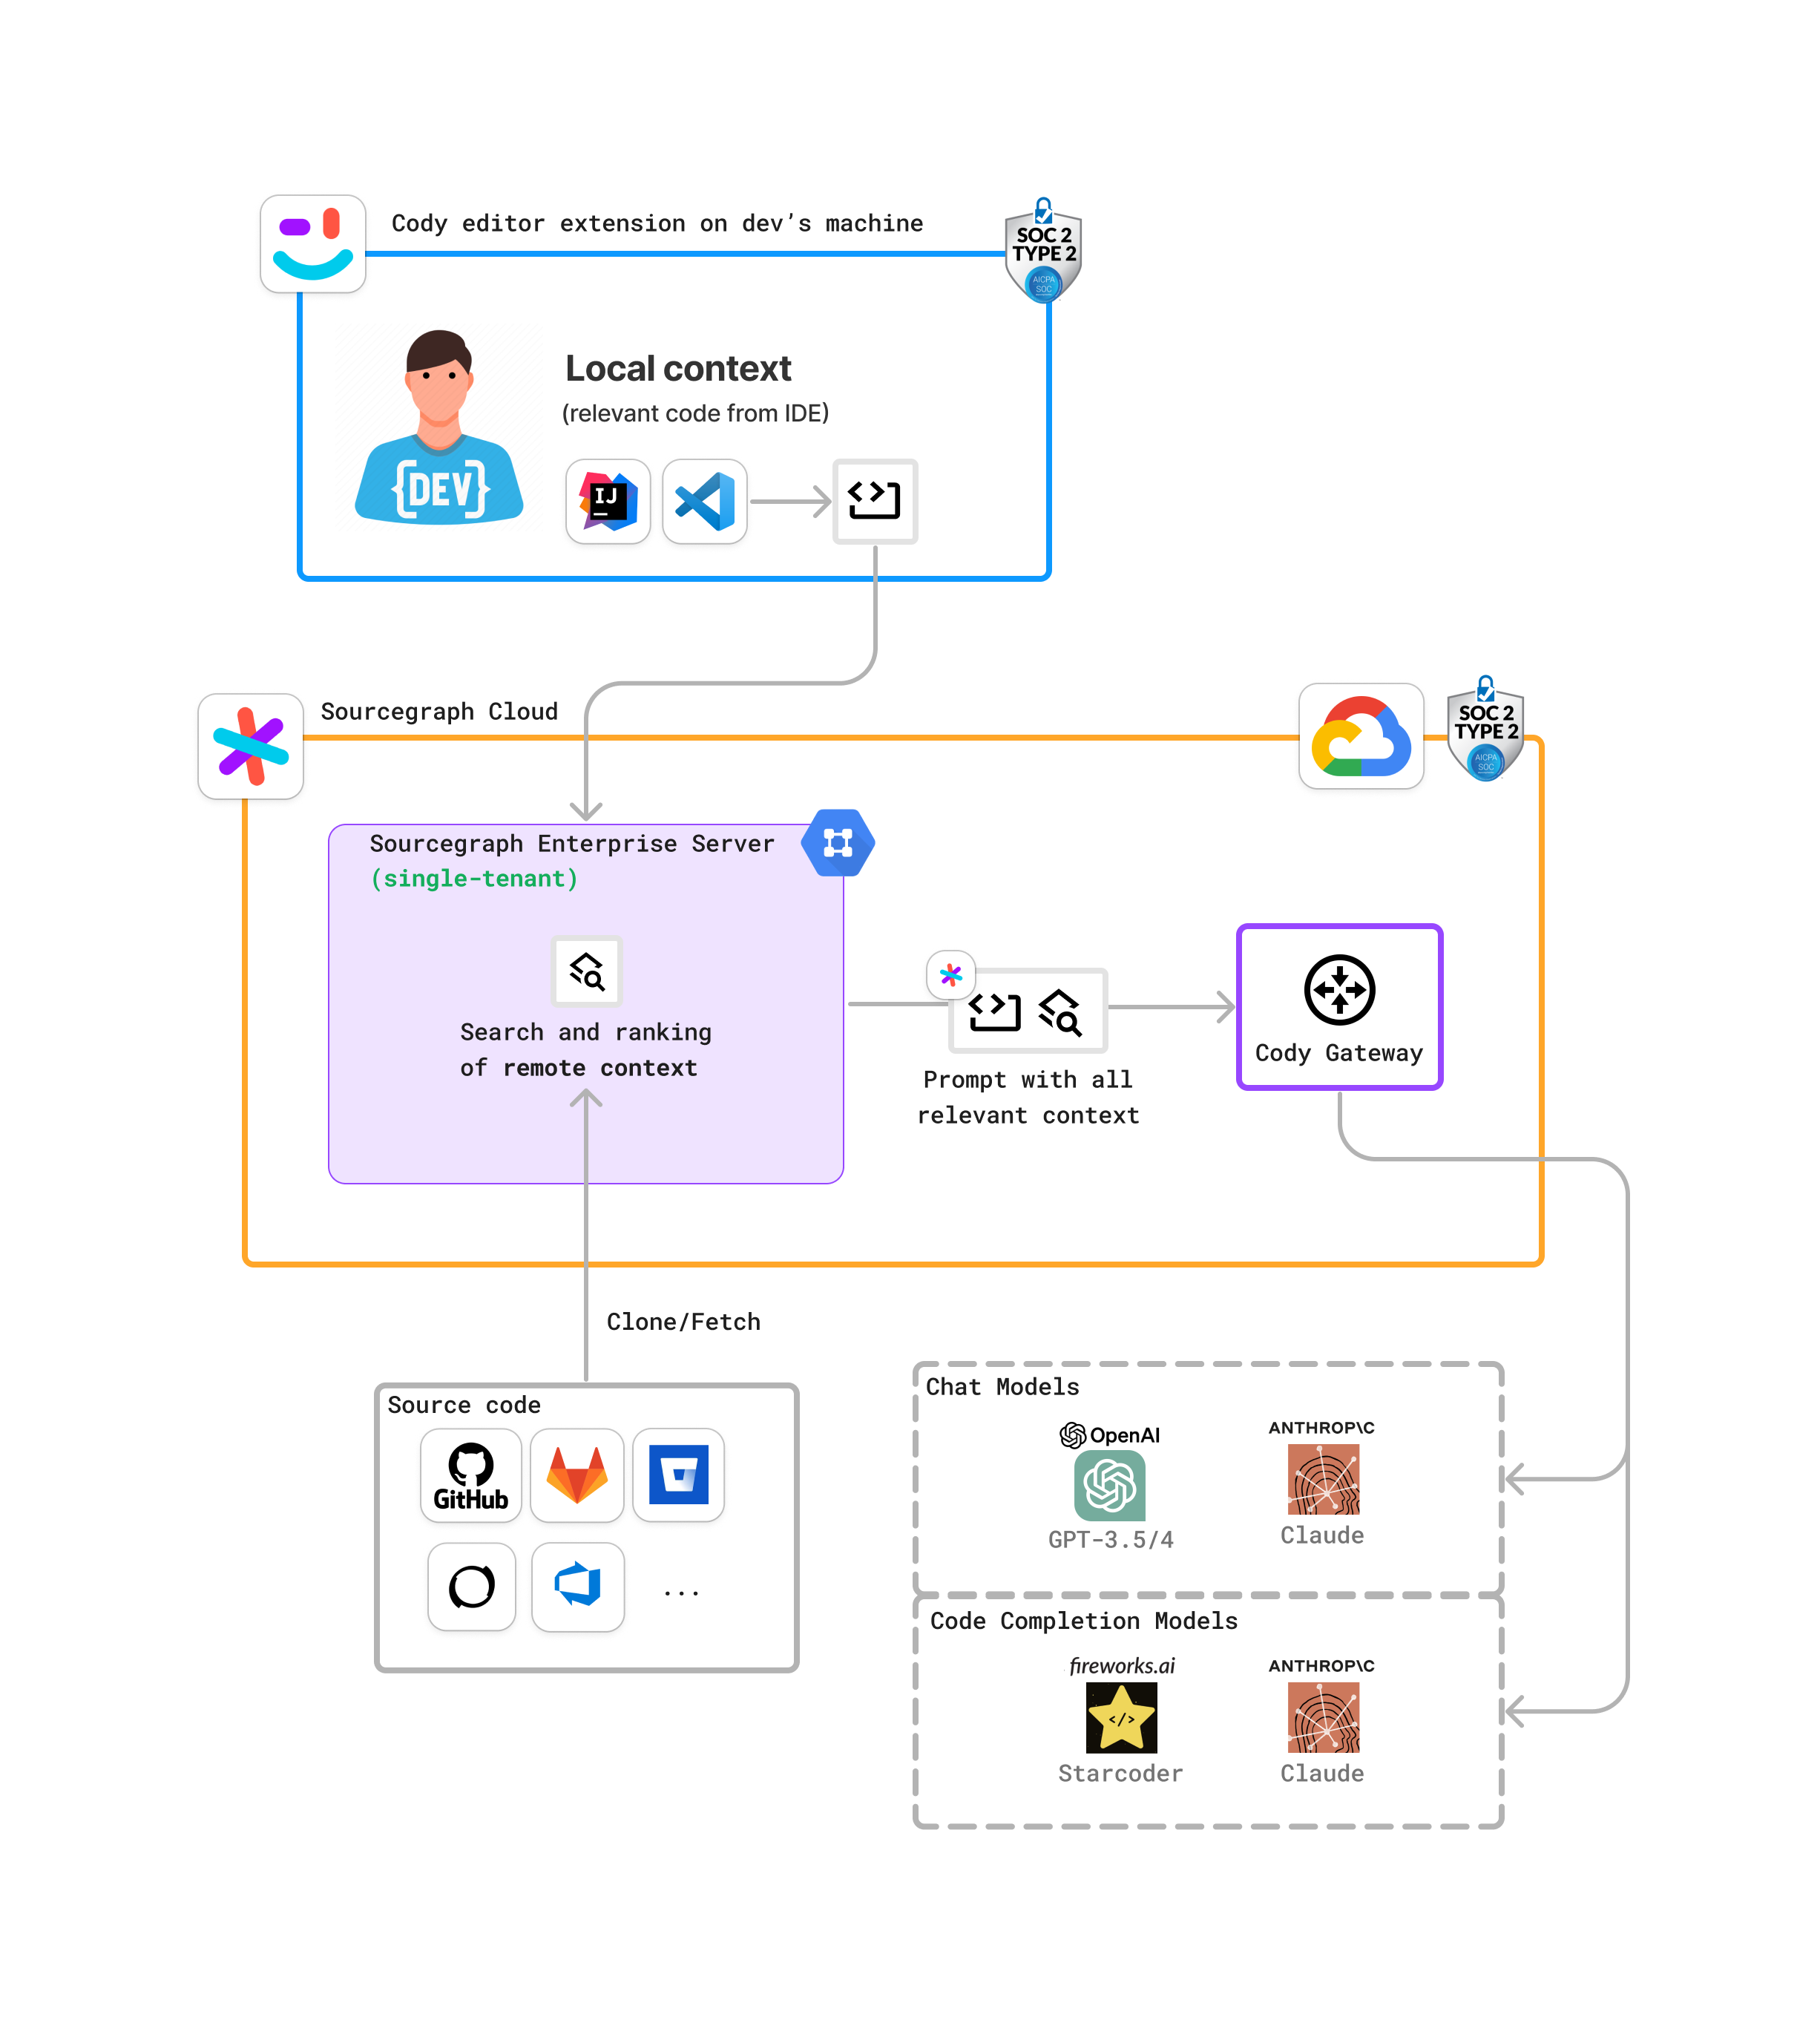 Cody editor extension on dev’s machine
SOC 2
TYPE 2
AICPA
SOC
Local context
(relevant code from IDE)
{DEV}
IJ
Sourcegraph Cloud
SOC 2
TYPE 2
AICPA
SOC
Sourcegraph Enterprise Server
(single-tenant)
Search and ranking
of remote context
Prompt with all
relevant context
Cody Gateway
Clone/Fetch
Source code
GitHub
...
Chat Models
OpenAI
GPT-3.5/4
ANTHROP\C
Claude
Code Completion Models
fireworks.ai
</>
Starcoder
ANTHROP\C
Claude